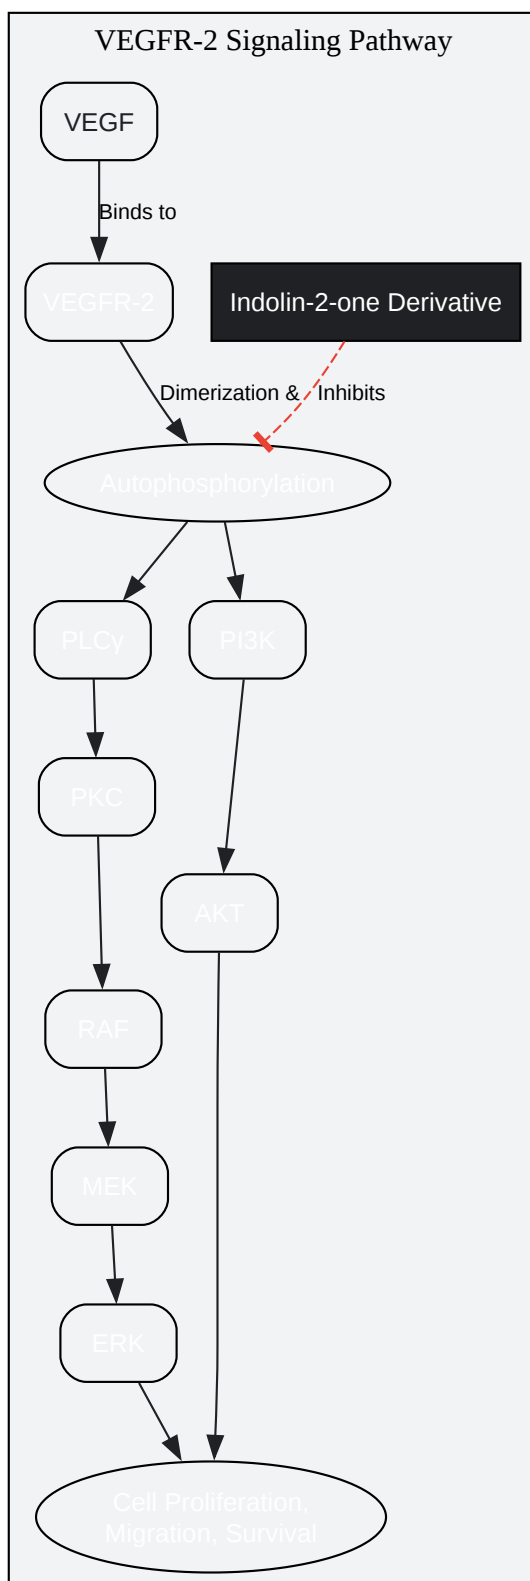 VEGFR-2 Signaling Pathway
VEGF
Binds to
VEGFR-2
Indolin-2-one Derivative
Dimerization &
Inhibits
Autophosphorylation
PLCγ
PI3K
PKC
AKT
RAF
MEK
ERK
Cell Proliferation,
Migration, Survival